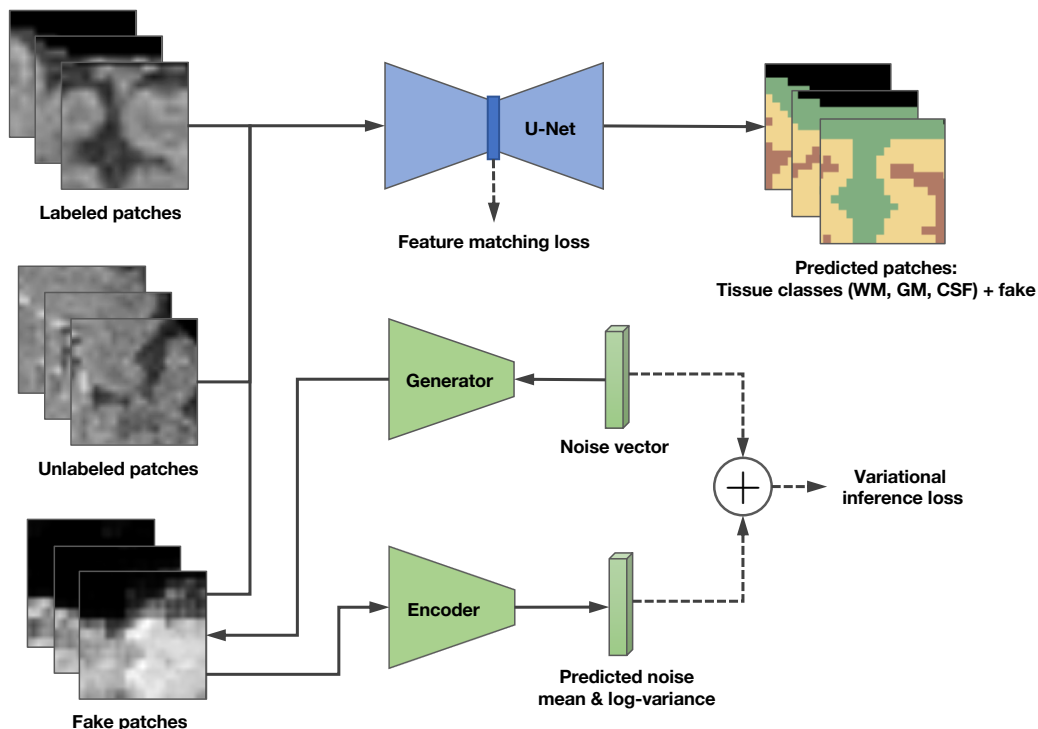 U-Net
Labeled patches
Feature matching loss
Predicted patches:
Tissue classes (WM, GM, CSF) + fake
Generator
Unlabeled patches
Noise vector
Variational
inference loss
Encoder
Predicted noise
mean & log-variance
Fake patches